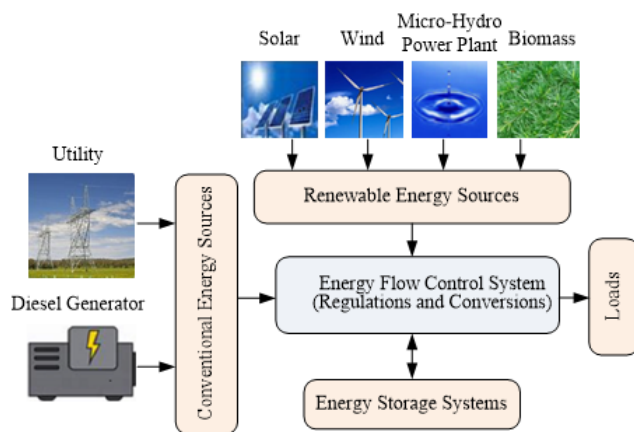 Solar
Wind
Micro-Hydro
Power Plant
Biomass
Utility
Renewable Energy Sources
Conventional Energy Sources
Energy Flow Control System
(Regulations and Conversions)
Loads
Diesel Generator
Energy Storage Systems